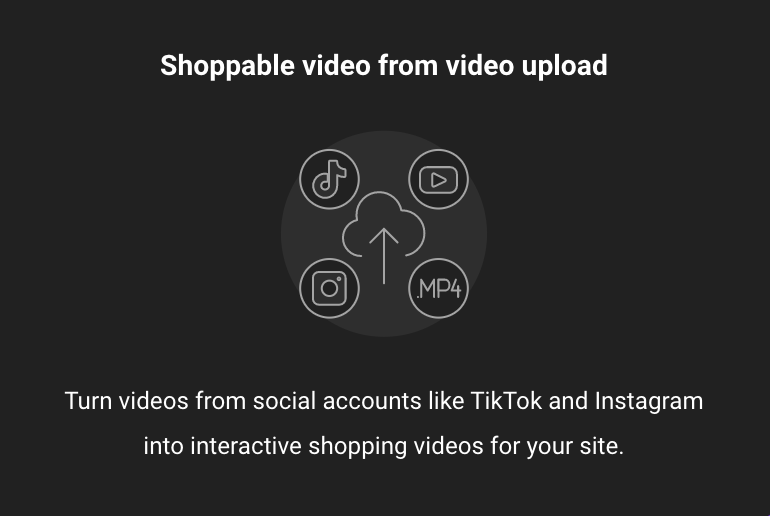 Shoppable video from video upload
.MP4
Turn videos from social accounts like TikTok and Instagram
into interactive shopping videos for your site.